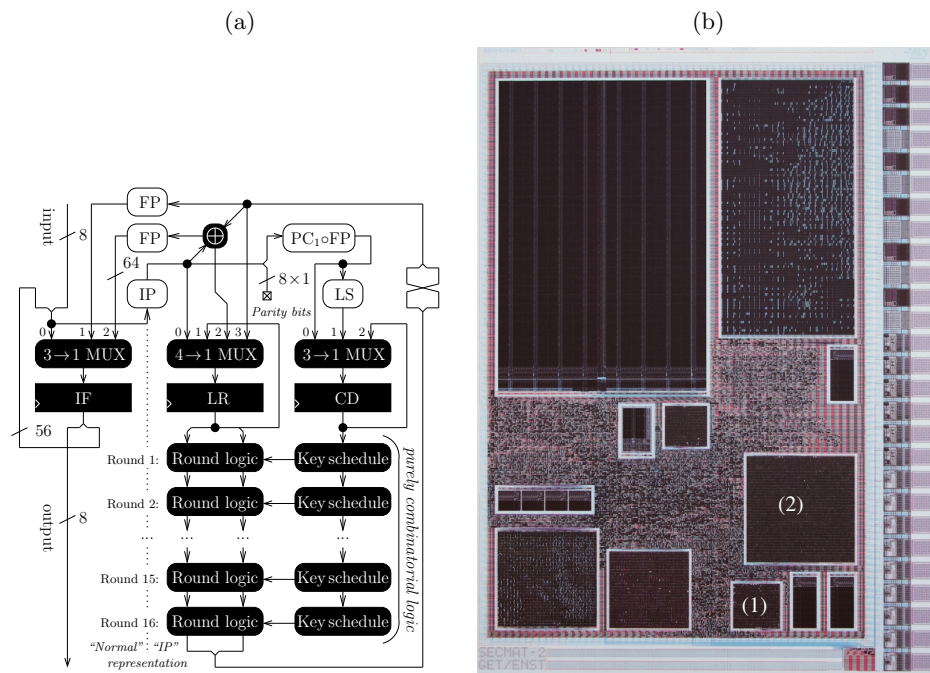 (a)
(b)
FP
input
8
FP
⊕
PC₁∘FP
64
8×1
IP
LS
Parity bits
0 1 2
0 1 2 3
0 1 2
3→1 MUX
4→1 MUX
3→1 MUX
IF
LR
CD
56
Round 1:
Round logic
Key schedule
Round 2:
Round logic
Key schedule
...
...
...
output
8
Round 15:
Round logic
Key schedule
Round 16:
Round logic
Key schedule
purely combinatorial logic
"Normal" "IP"
representation
(2)
(1)
SECMAT-2
GET/ENST